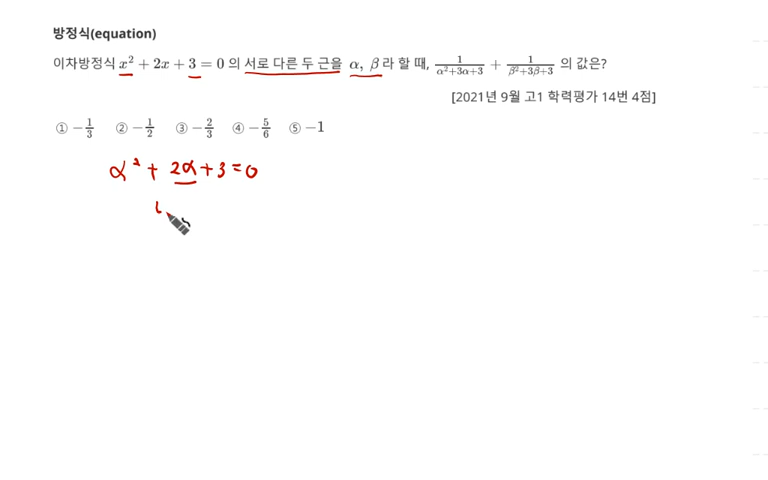 방정식(equation)
이차방정식 x² + 2x + 3 = 0 의 서로 다른 두 근을 α, β 라 할 때, 1/(α²+3α+3) + 1/(β²+3β+3) 의 값은?
[2021년 9월 고1 학력평가 14번 4점]
① -1/3 ② -1/2 ③ -2/3 ④ -5/6 ⑤ -1
α² + 2α + 3 = 0